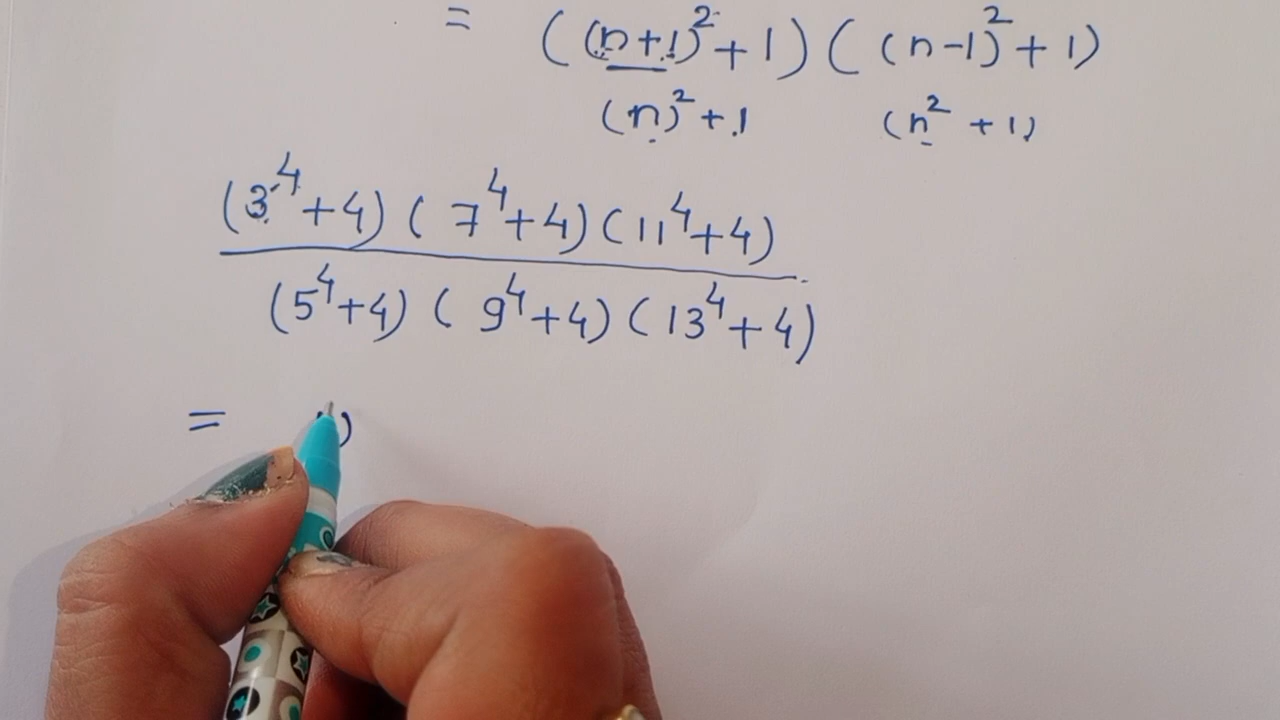 = ((n+1)²+1)((n-1)²+1)
(n)²+1 (n²+1)
(3⁴+4)(7⁴+4)(11⁴+4)
(5⁴+4)(9⁴+4)(13⁴+4)
=